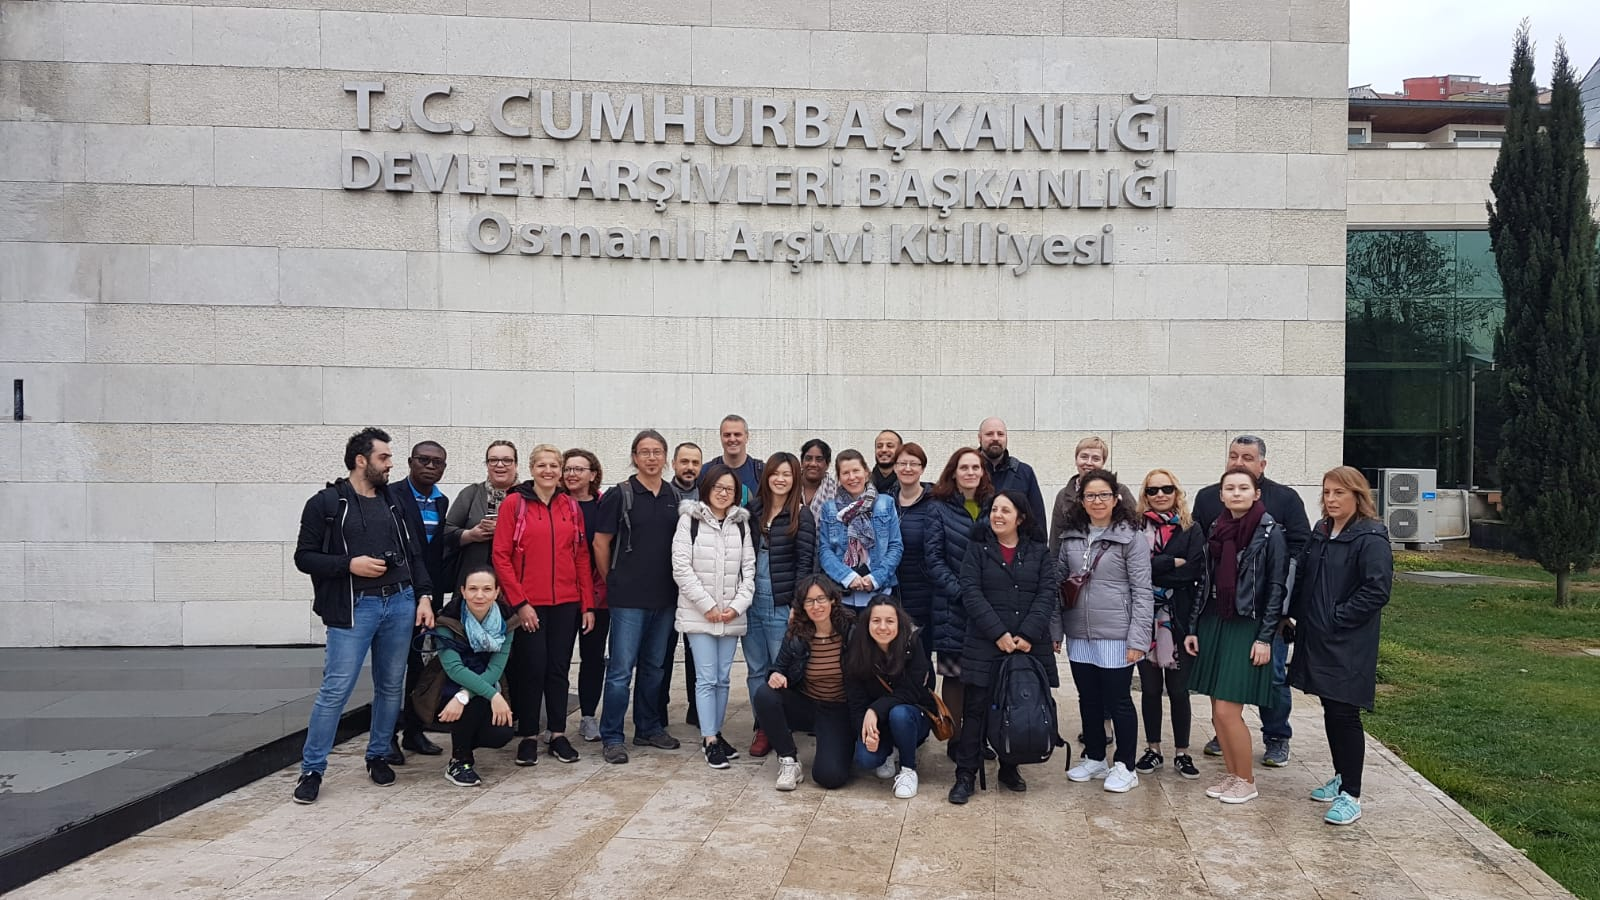 T.C. CUMHURBAŞKANLIĞI
DEVLET ARŞİVLERİ BAŞKANLIĞI
Osmanlı Arşivi Külliyesi